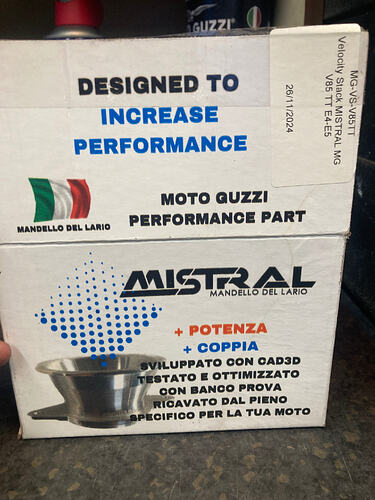 GUZZI
DESIGNED TO
INCREASE
PERFORMANCE
MG-VS-V85TT
Velocity Stack MISTRAL MG
V85 TT E4-E5
26/11/2024
MOTO GUZZI
PERFORMANCE PART
MANDELLO DEL LARIO
MISTRAL
MANDELLO DEL LARIO
+ POTENZA
+ COPPIA
SVILUPPATO CON CAD3D
TESTATO E OTTIMIZZATO
CON BANCO PROVA
RICAVATO DAL PIENO
SPECIFICO PER LA TUA MOTO